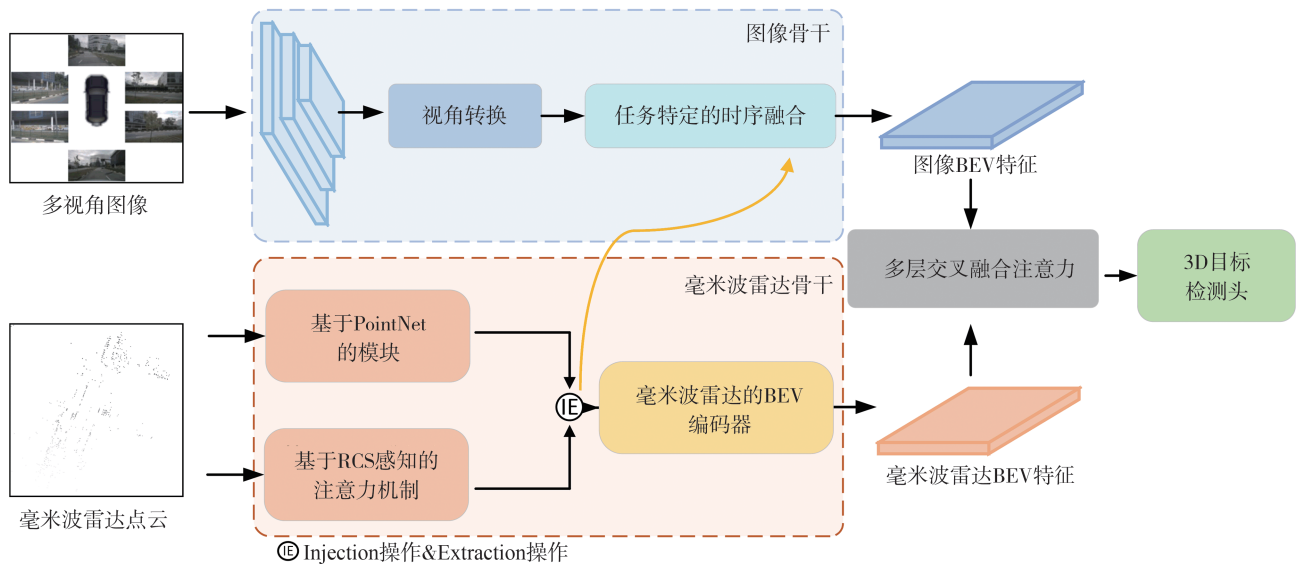 图像骨干
视角转换
任务特定的时序融合
多视角图像
图像BEV特征
毫米波雷达骨干
多层交叉融合注意力
3D目标
检测头
基于PointNet
的模块
IE
毫米波雷达的BEV
编码器
基于RCS感知的
注意力机制
毫米波雷达BEV特征
毫米波雷达点云
IE Injection操作&Extraction操作